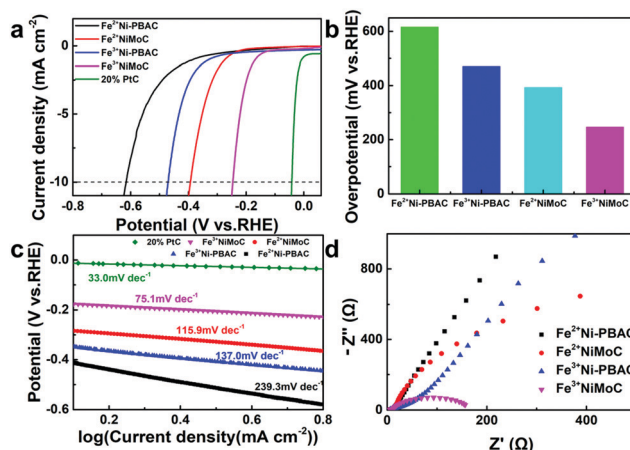 a
Fe²⁺Ni-PBAC
Fe²⁺NiMoC
Fe³⁺Ni-PBAC
Fe³⁺NiMoC
20% PtC
Current density (mA cm⁻²)
0
-5
-10
-0.8
-0.6
-0.4
-0.2
0.0
Potential (V vs.RHE)
b
Overpotential (mV vs.RHE)
600
400
200
0
Fe²⁺Ni-PBAC
Fe³⁺Ni-PBAC
Fe²⁺NiMoC
Fe³⁺NiMoC
c
20% PtC
Fe³⁺NiMoC
Fe²⁺NiMoC
Fe³⁺Ni-PBAC
Fe²⁺Ni-PBAC
Potential (V vs.RHE)
0.0
-0.2
-0.4
-0.6
33.0mV dec⁻¹
75.1mV dec⁻¹
115.9mV dec⁻¹
137.0mV dec⁻¹
239.3mV dec⁻¹
0.2
0.4
0.6
0.8
log(Current density(mA cm⁻²))
d
-Z'' (Ω)
800
400
0
0
200
400
Z' (Ω)
Fe²⁺Ni-PBAC
Fe²⁺NiMoC
Fe³⁺Ni-PBAC
Fe³⁺NiMoC